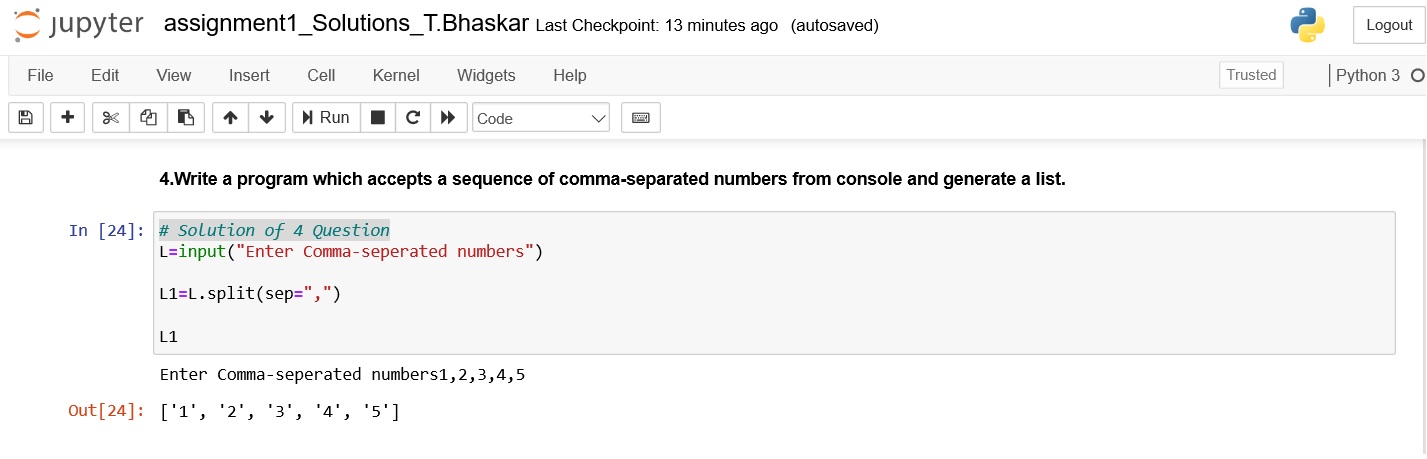 jupyter assignment1_Solutions_T.Bhaskar Last Checkpoint: 13 minutes ago (autosaved) Logout
File Edit View Insert Cell Kernel Widgets Help Trusted Python 3
Run Code
4.Write a program which accepts a sequence of comma-separated numbers from console and generate a list.
In [24]: # Solution of 4 Question
L=input("Enter Comma-seperated numbers")
L1=L.split(sep=",")
L1
Enter Comma-seperated numbers1,2,3,4,5
Out[24]: ['1', '2', '3', '4', '5']